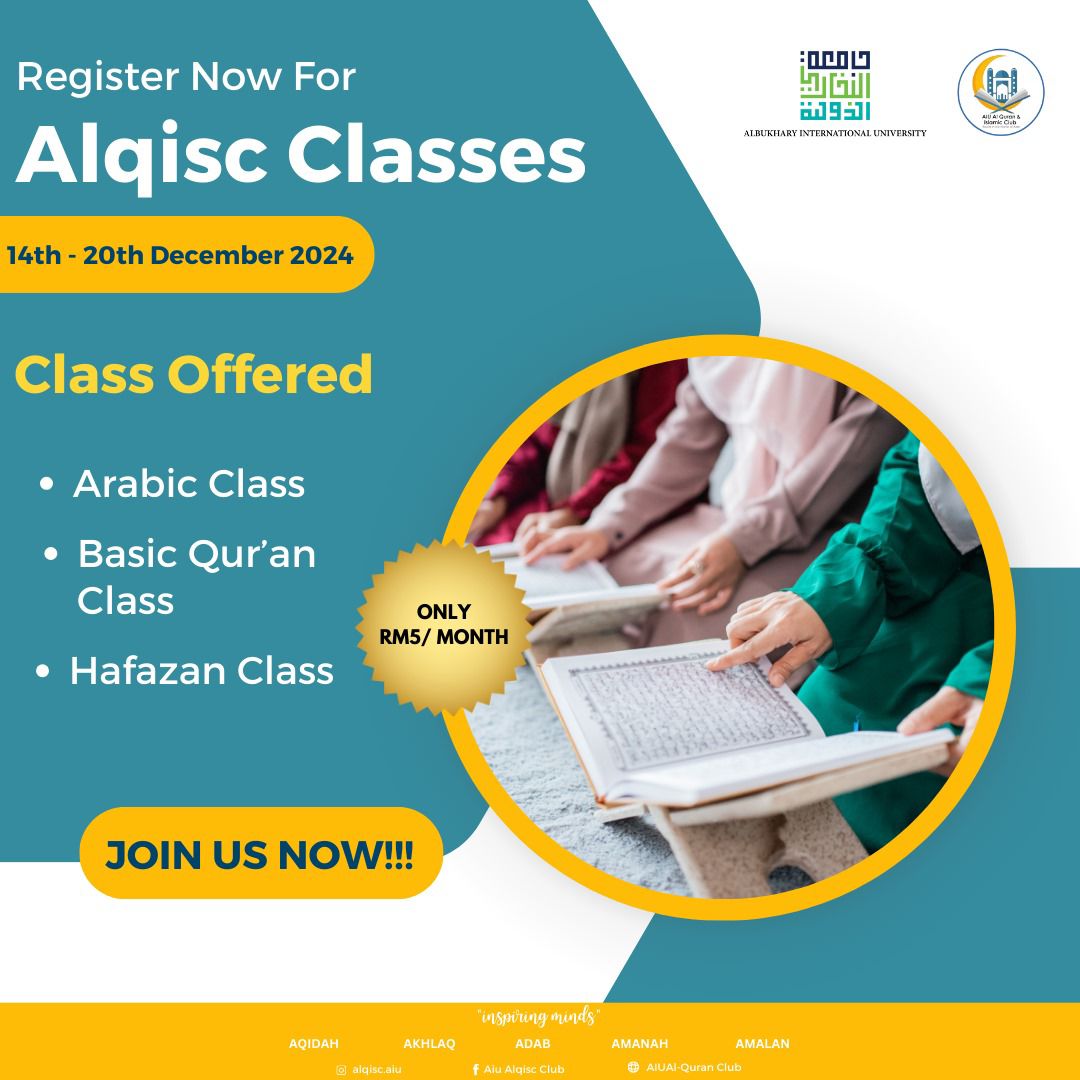 Register Now For
Alqisc Classes
جامعة
البخاري
الدولية
ALBUKHARY INTERNATIONAL UNIVERSITY
AIU Al Quran &
Islamic Club
14th - 20th December 2024
Class Offered
• Arabic Class
• Basic Qur’an
Class
• Hafazan Class
ONLY
RM5/ MONTH
JOIN US NOW!!!
"inspiring minds"
AQIDAH AKHLAQ ADAB AMANAH AMALAN
alqisc.aiu Aiu Alqisc Club AIUAl-Quran Club